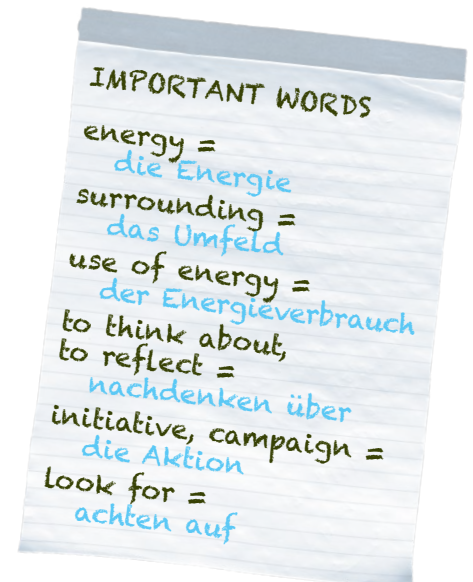 IMPORTANT WORDS
energy =
die Energie
surrounding =
das Umfeld
use of energy =
der Energieverbrauch
to think about,
to reflect =
nachdenken über
initiative, campaign =
die Aktion
look for =
achten auf